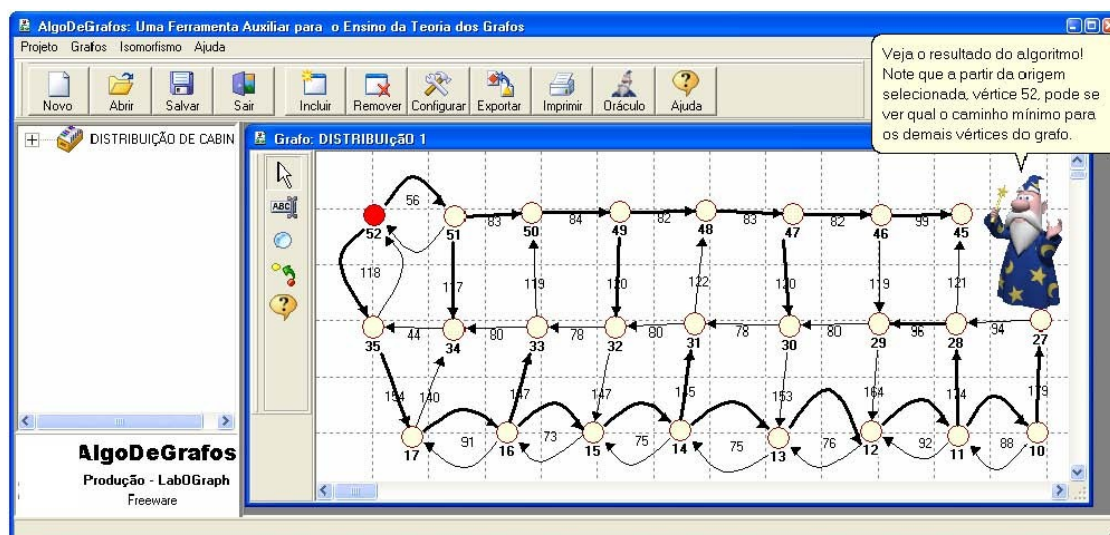 AlgoDeGrafos: Uma Ferramenta Auxiliar para o Ensino da Teoria dos Grafos
Projeto Grafos Isomorfismo Ajuda
Veja o resultado do algoritmo!
Note que a partir da origem
selecionada, vértice 52, pode se
ver qual o caminho mínimo para
os demais vértices do grafo.
Novo Abrir Salvar Sair Incluir Remover Configurar Exportar Imprimir Oráculo Ajuda
DISTRIBUIÇÃO DE CABIN
Grafo: DISTRIBUIçãO 1
ABC
56
83 84 82 83 82 99
52 51 50 49 48 47 46 45
118 117 119 120 122 120 119 121
44 80 78 80 78 80 96 94
35 34 33 32 31 30 29 28 27
154 140 147 147 145 153 164 174 179
91 73 75 75 76 92 88
17 16 15 14 13 12 11 10
AlgoDeGrafos
Produção - LabOGraph
Freeware